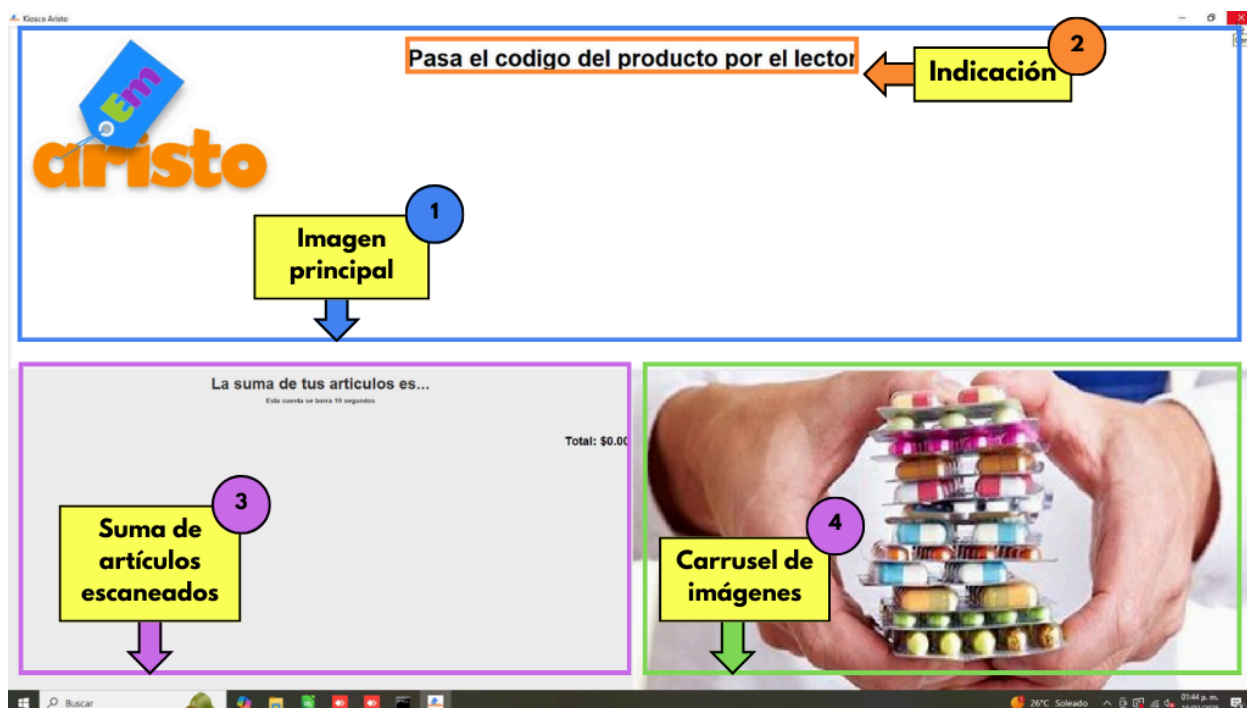 Kiosco Aristo
Pasa el codigo del producto por el lector
2
Indicación
Em
aristo
1
Imagen
principal
La suma de tus articulos es...
Esta cuenta se borra 10 segundos
Total: $0.00
3
Suma de
artículos
escaneados
4
Carrusel de
imágenes
Buscar
26°C Soleado
01:44 p. m.